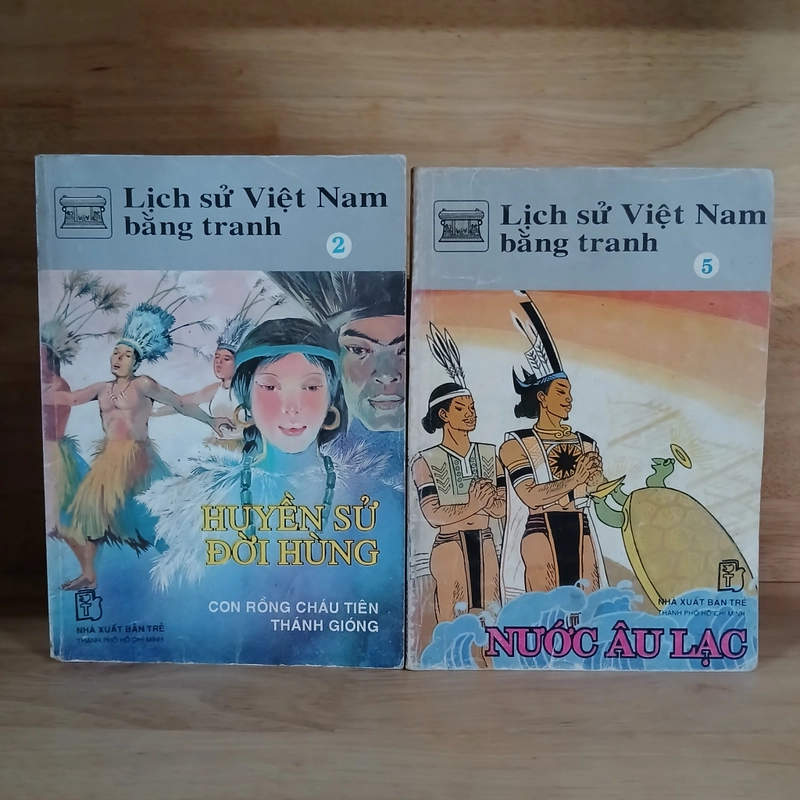 Lịch sử Việt Nam
bằng tranh
2
HUYỀN SỬ
ĐỜI HÙNG
CON RỒNG CHÁU TIÊN
THÁNH GIÓNG
NHÀ XUẤT BẢN TRẺ
THÀNH PHỐ HỒ CHÍ MINH
Lịch sử Việt Nam
bằng tranh
5
NHÀ XUẤT BẢN TRẺ
THÀNH PHỐ HỒ CHÍ MINH
NƯỚC ÂU LẠC